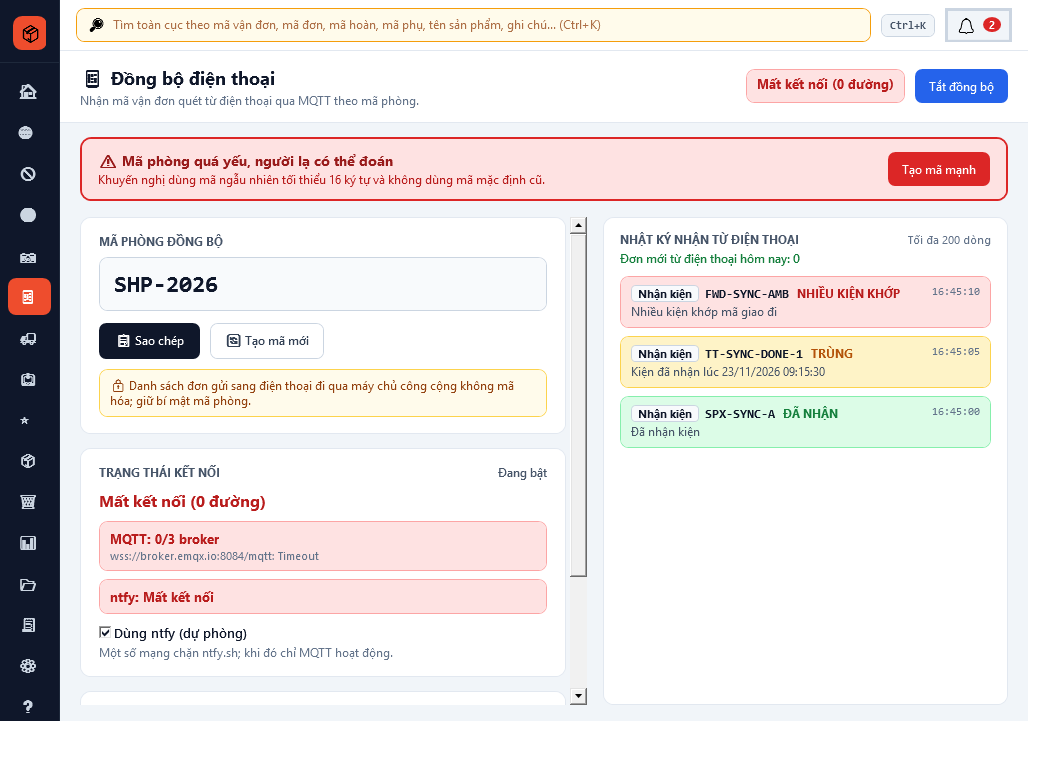 Tìm toàn cục theo mã vận đơn, mã đơn, mã hoàn, mã phụ, tên sản phẩm, ghi chú... (Ctrl+K)
Ctrl+K
2
Đồng bộ điện thoại
Nhận mã vận đơn quét từ điện thoại qua MQTT theo mã phòng.
Mất kết nối (0 đường)
Tắt đồng bộ
Mã phòng quá yếu, người lạ có thể đoán
Khuyến nghị dùng mã ngẫu nhiên tối thiểu 16 ký tự và không dùng mã mặc định cũ.
Tạo mã mạnh
MÃ PHÒNG ĐỒNG BỘ
SHP-2026
Sao chép
Tạo mã mới
Danh sách đơn gửi sang điện thoại đi qua máy chủ công cộng không mã
hóa; giữ bí mật mã phòng.
TRẠNG THÁI KẾT NỐI
Đang bật
Mất kết nối (0 đường)
MQTT: 0/3 broker
wss://broker.emqx.io:8084/mqtt: Timeout
ntfy: Mất kết nối
Dùng ntfy (dự phòng)
Một số mạng chặn ntfy.sh; khi đó chỉ MQTT hoạt động.
NHẬT KÝ NHẬN TỪ ĐIỆN THOẠI
Tối đa 200 dòng
Đơn mới từ điện thoại hôm nay: 0
Nhận kiện FWD-SYNC-AMB NHIỀU KIỆN KHỚP 16:45:10
Nhiều kiện khớp mã giao đi
Nhận kiện TT-SYNC-DONE-1 TRÙNG 16:45:05
Kiện đã nhận lúc 23/11/2026 09:15:30
Nhận kiện SPX-SYNC-A ĐÃ NHẬN 16:45:00
Đã nhận kiện
?